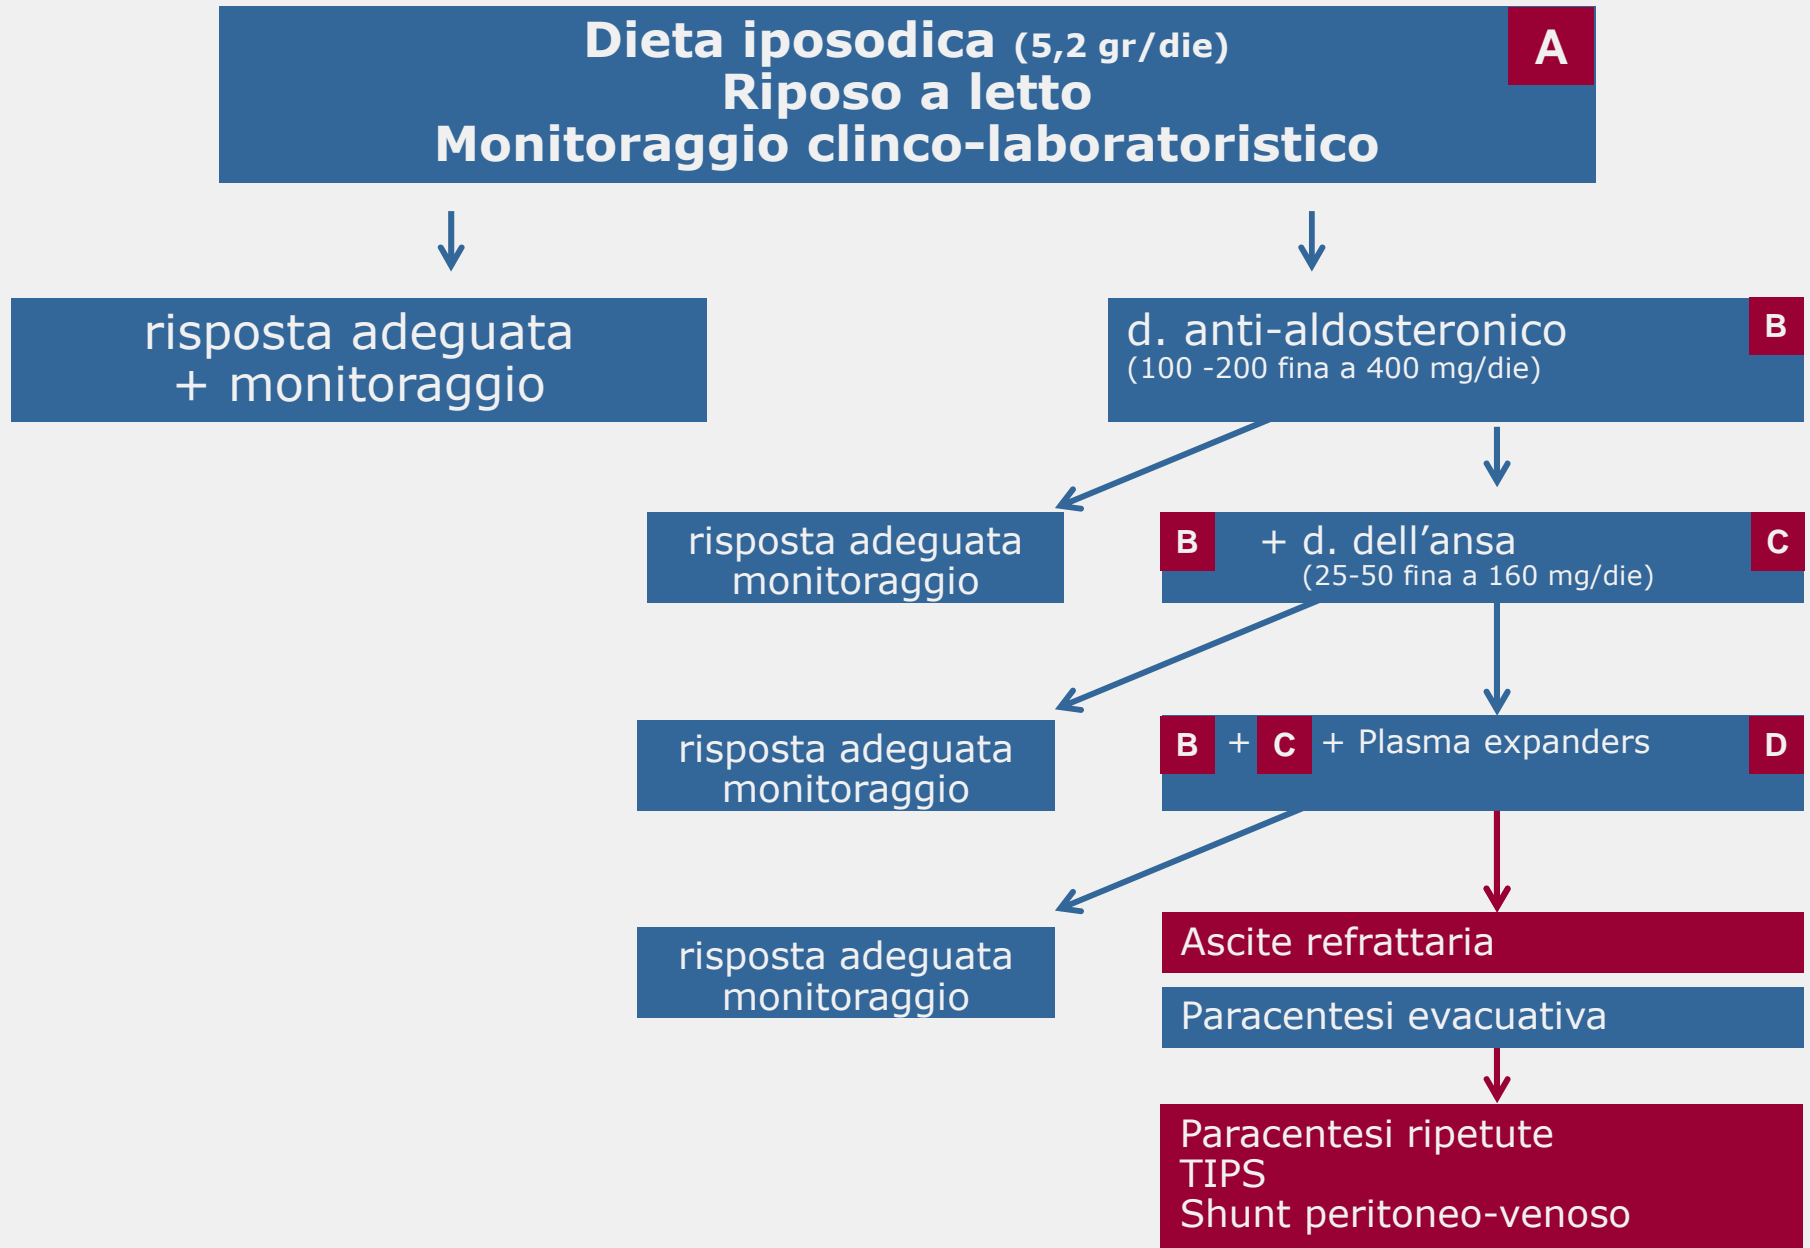 Dieta iposodica (5,2 gr/die)
A
Riposo a letto
Monitoraggio clinco-laboratoristico
risposta adeguata
+ monitoraggio
d. anti-aldosteronico
B
(100 -200 fina a 400 mg/die)
risposta adeguata
monitoraggio
B + d. dell'ansa C
(25-50 fina a 160 mg/die)
risposta adeguata
monitoraggio
B + C + Plasma expanders D
risposta adeguata
monitoraggio
Ascite refrattaria
Paracentesi evacuativa
Paracentesi ripetute
TIPS
Shunt peritoneo-venoso